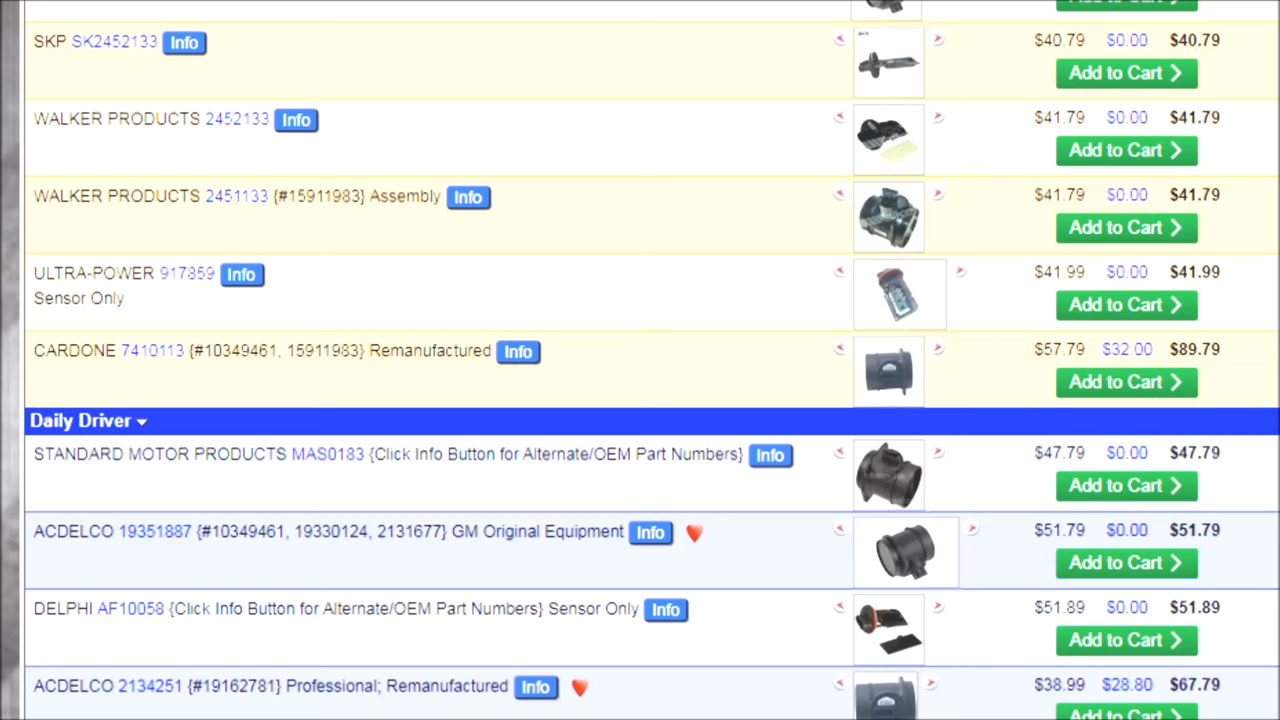 Add to Cart
SKP SK2452133 Info $40.79 $0.00 $40.79
Add to Cart
WALKER PRODUCTS 2452133 Info $41.79 $0.00 $41.79
Add to Cart
WALKER PRODUCTS 2451133 {#15911983} Assembly Info $41.79 $0.00 $41.79
Add to Cart
ULTRA-POWER 917859 Info $41.99 $0.00 $41.99
Sensor Only
Add to Cart
CARDONE 7410113 {#10349461, 15911983} Remanufactured Info $57.79 $32.00 $89.79
Add to Cart
Daily Driver
STANDARD MOTOR PRODUCTS MAS0183 {Click Info Button for Alternate/OEM Part Numbers} Info $47.79 $0.00 $47.79
Add to Cart
ACDELCO 19351887 {#10349461, 19330124, 2131677} GM Original Equipment Info $51.79 $0.00 $51.79
Add to Cart
DELPHI AF10058 {Click Info Button for Alternate/OEM Part Numbers} Sensor Only Info $51.89 $0.00 $51.89
Add to Cart
ACDELCO 2134251 {#19162781} Professional; Remanufactured Info $38.99 $28.80 $67.79
Add to Cart